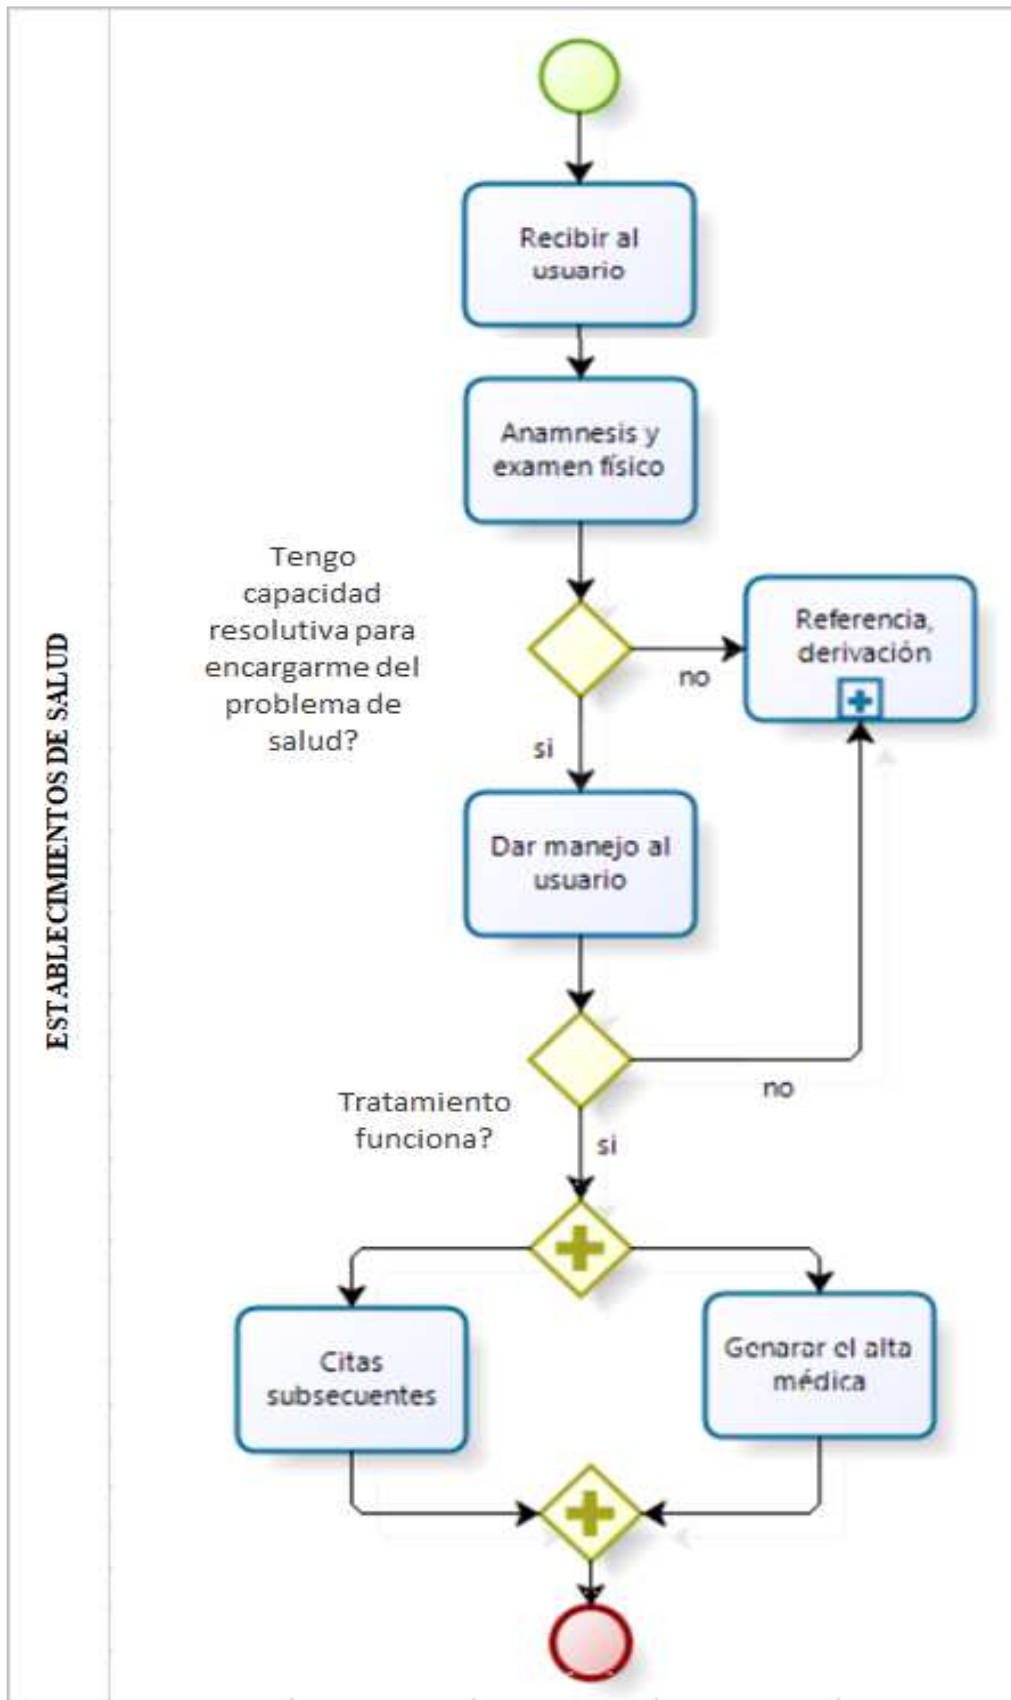 ESTABLECIMIENTOS DE SALUD
Recibir al
usuario
Anamnesis y
examen físico
Tengo
capacidad
resolutiva para
encargarme del
problema de
salud?
no
Referencia,
derivación
si
Dar manejo al
usuario
no
Tratamiento
funciona?
si
Citas
subsecuentes
Genarar el alta
médica